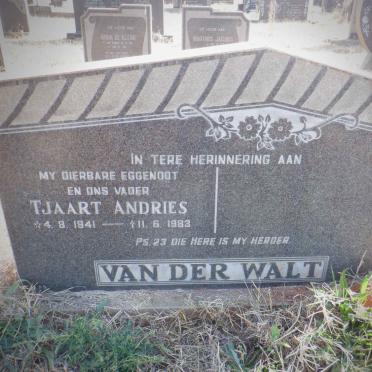 IN TERE HERINNERING AAN
MY DIERBARE EGGENOOT
EN ONS VADER
TJAART ANDRIES
☆4. 9. 1941 — †11. 6. 1983
PS. 23 DIE HERE IS MY HERDER.
VAN DER WALT